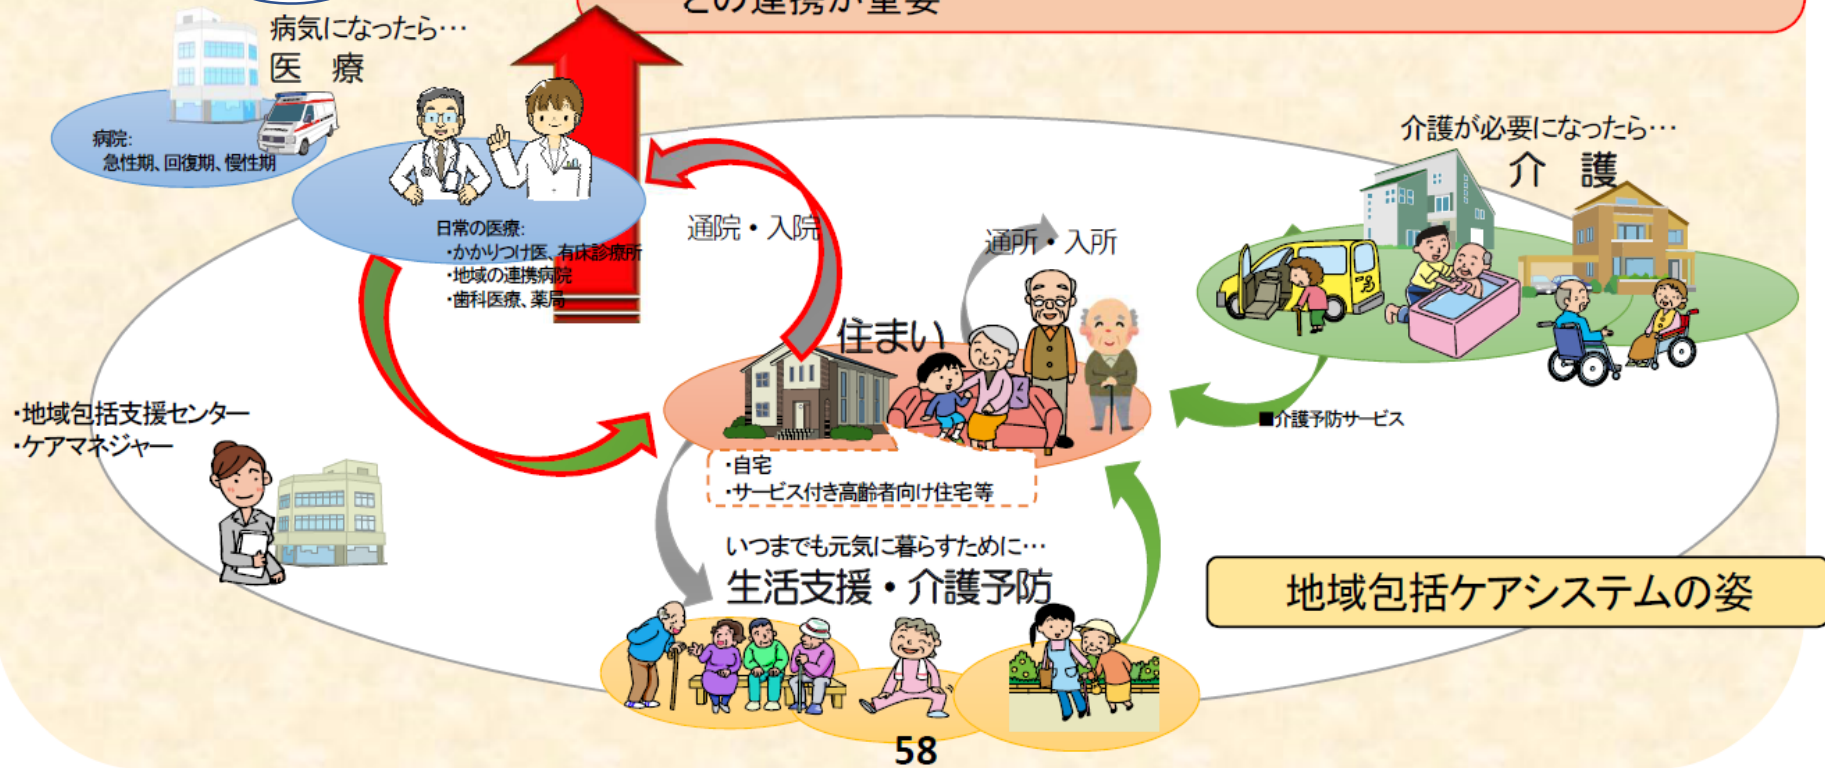 との連携が重要
病気になったら…
医 療
病院:
急性期、回復期、慢性期
日常の医療:
・かかりつけ医、有床診療所
・地域の連携病院
・歯科医療、薬局
通院・入院
通所・入所
介護が必要になったら…
介 護
住まい
■介護予防サービス
・地域包括支援センター
・ケアマネジャー
・自宅
・サービス付き高齢者向け住宅等
いつまでも元気に暮らすために…
生活支援・介護予防
地域包括ケアシステムの姿
58